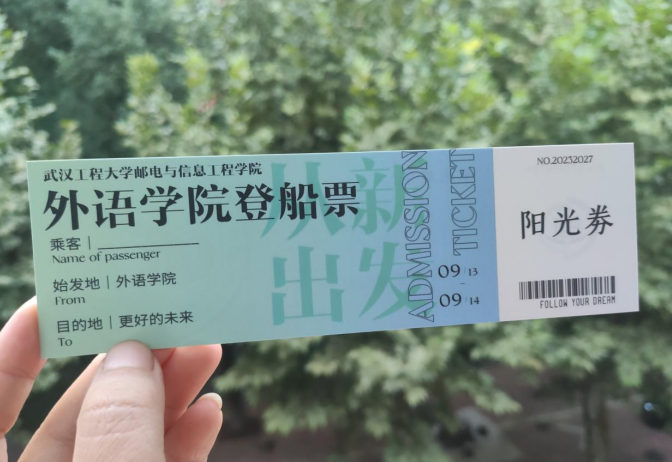 武汉工程大学邮电与信息工程学院
外语学院登船票
乘客
Name of passenger
始发地 | 外语学院
From
目的地 | 更好的未来
To
从新
出发
ADMISSION
TICKET
09 / 13
-
09 / 14
NO.20232027
阳光券
FOLLOW YOUR DREAM